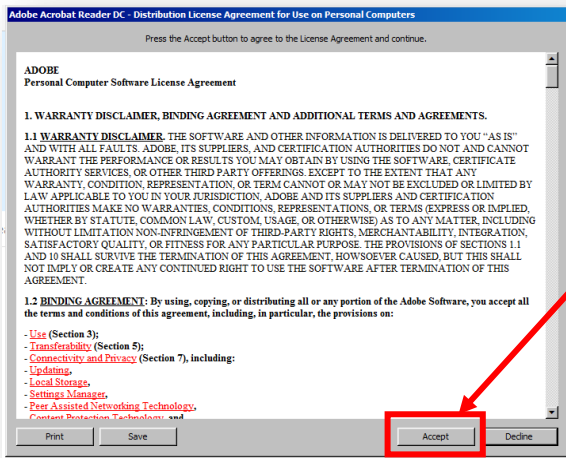 Adobe Acrobat Reader DC - Distribution License Agreement for Use on Personal Computers
Press the Accept button to agree to the License Agreement and continue.
ADOBE
Personal Computer Software License Agreement
1. WARRANTY DISCLAIMER, BINDING AGREEMENT AND ADDITIONAL TERMS AND AGREEMENTS.
1.1 WARRANTY DISCLAIMER. THE SOFTWARE AND OTHER INFORMATION IS DELIVERED TO YOU “AS IS”
AND WITH ALL FAULTS. ADOBE, ITS SUPPLIERS, AND CERTIFICATION AUTHORITIES DO NOT AND CANNOT
WARRANT THE PERFORMANCE OR RESULTS YOU MAY OBTAIN BY USING THE SOFTWARE, CERTIFICATE
AUTHORITY SERVICES, OR OTHER THIRD PARTY OFFERINGS. EXCEPT TO THE EXTENT THAT ANY
WARRANTY, CONDITION, REPRESENTATION, OR TERM CANNOT OR MAY NOT BE EXCLUDED OR LIMITED BY
LAW APPLICABLE TO YOU IN YOUR JURISDICTION, ADOBE AND ITS SUPPLIERS AND CERTIFICATION
AUTHORITIES MAKE NO WARRANTIES, CONDITIONS, REPRESENTATIONS, OR TERMS (EXPRESS OR IMPLIED,
WHETHER BY STATUTE, COMMON LAW, CUSTOM, USAGE, OR OTHERWISE) AS TO ANY MATTER, INCLUDING
WITHOUT LIMITATION NON-INFRINGEMENT OF THIRD-PARTY RIGHTS, MERCHANTABILITY, INTEGRATION,
SATISFACTORY QUALITY, OR FITNESS FOR ANY PARTICULAR PURPOSE. THE PROVISIONS OF SECTIONS 1.1
AND 10 SHALL SURVIVE THE TERMINATION OF THIS AGREEMENT, HOWSOEVER CAUSED, BUT THIS SHALL
NOT IMPLY OR CREATE ANY CONTINUED RIGHT TO USE THE SOFTWARE AFTER TERMINATION OF THIS
AGREEMENT.
1.2 BINDING AGREEMENT: By using, copying, or distributing all or any portion of the Adobe Software, you accept all
the terms and conditions of this agreement, including, in particular, the provisions on:
- Use (Section 3);
- Transferability (Section 5);
- Connectivity and Privacy (Section 7), including:
- Updating,
- Local Storage,
- Settings Manager,
- Peer Assisted Networking Technology,
- Content Protection Technology, and
Print Save Accept Decline